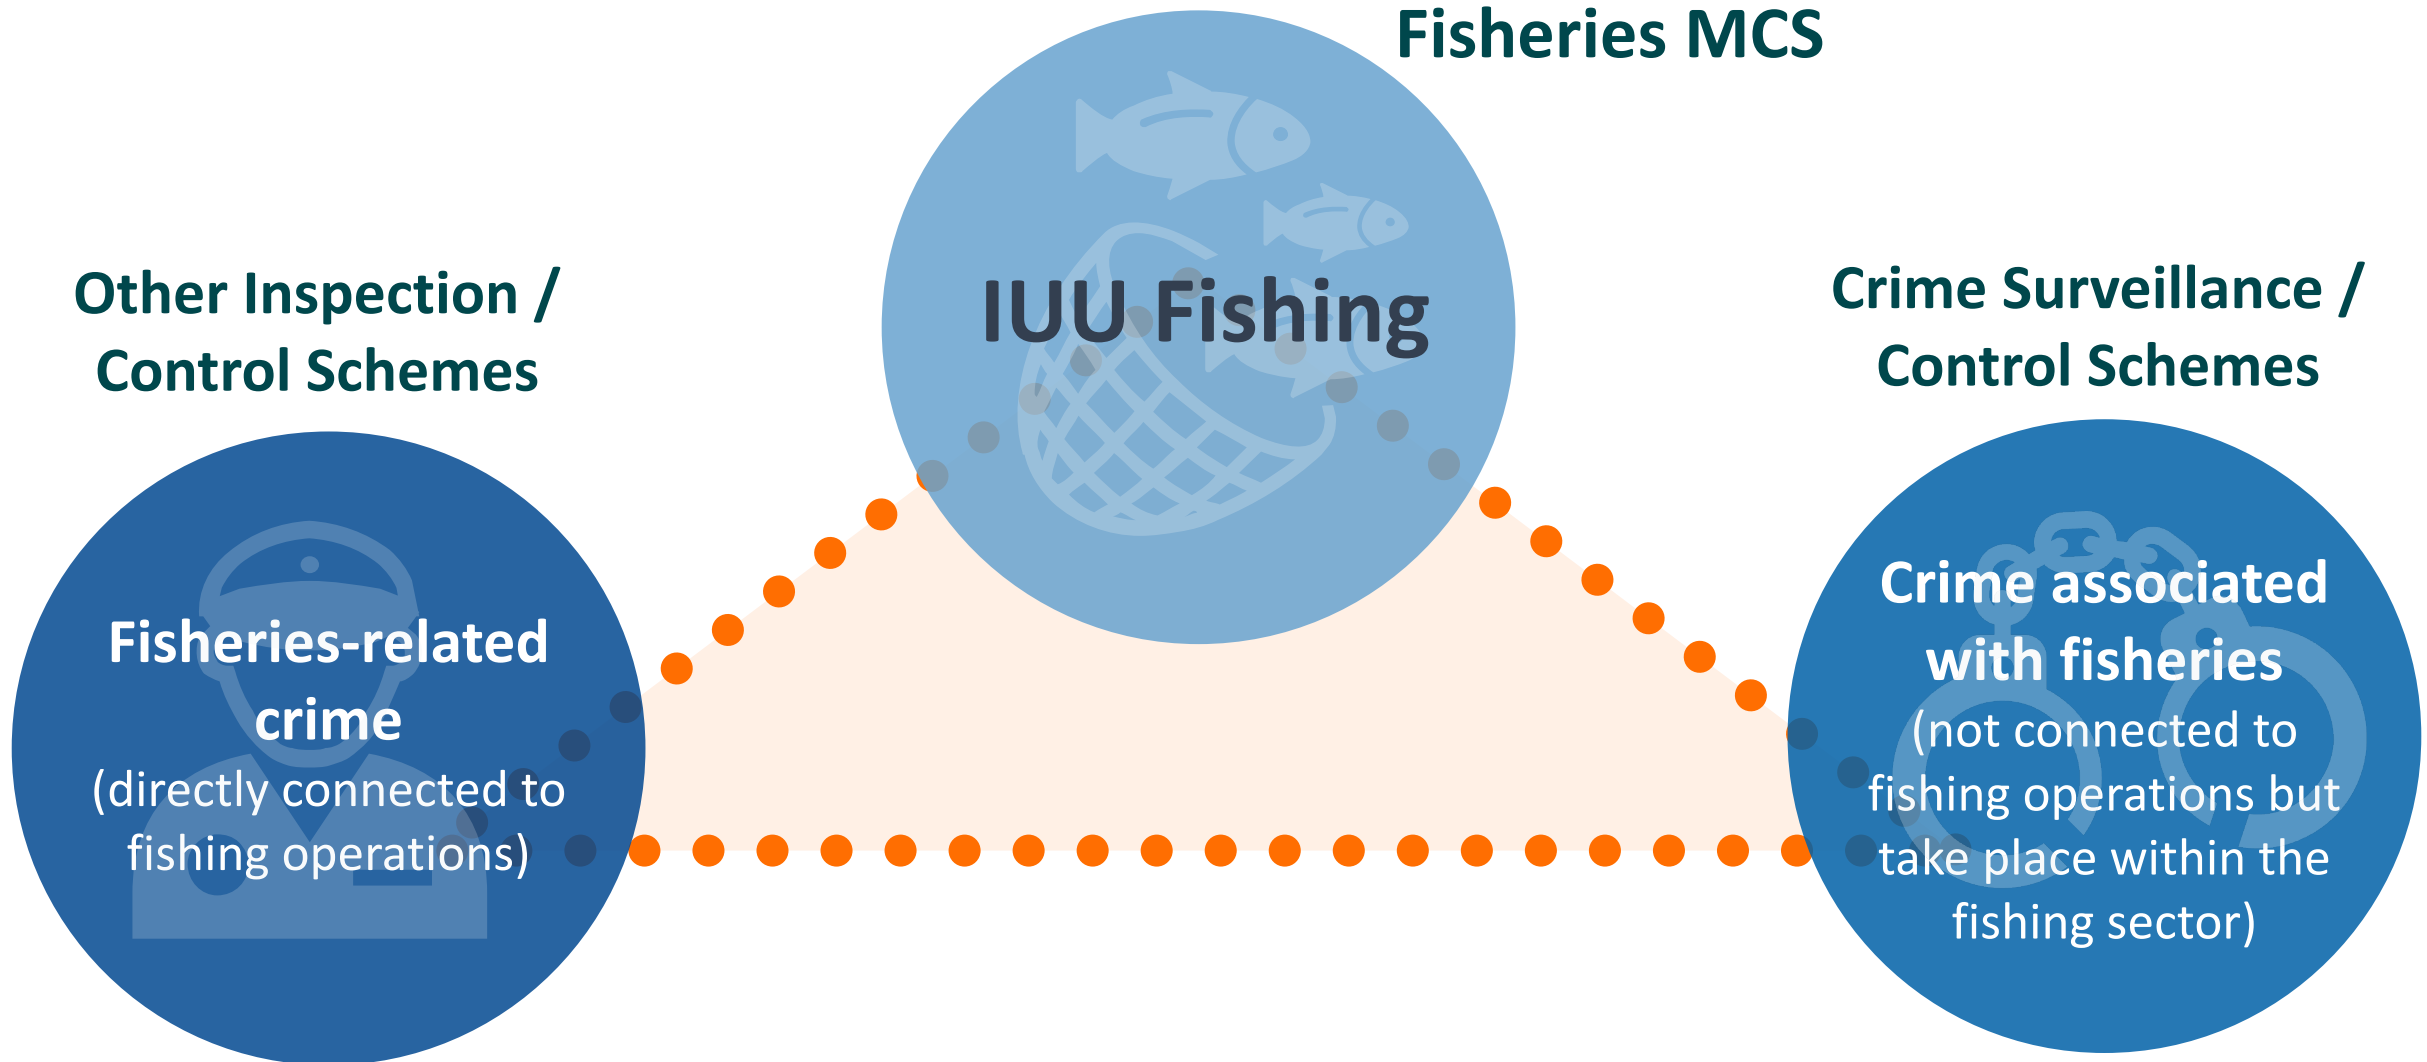 Fisheries MCS
IUU Fishing
Other Inspection /
Control Schemes
Fisheries-related
crime
(directly connected to
fishing operations)
Crime Surveillance /
Control Schemes
Crime associated
with fisheries
(not connected to
fishing operations but
take place within the
fishing sector)